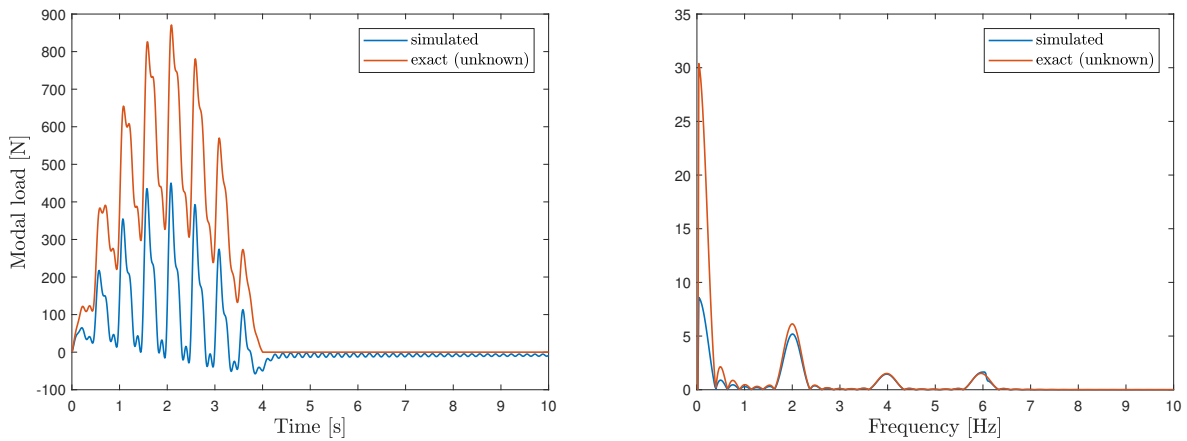 900
800
700
600
500
400
300
200
100
0
-100
0 1 2 3 4 5 6 7 8 9 10
Modal load [N]
Time [s]
simulated
exact (unknown)
35
30
25
20
15
10
5
0
0 1 2 3 4 5 6 7 8 9 10
Frequency [Hz]
simulated
exact (unknown)